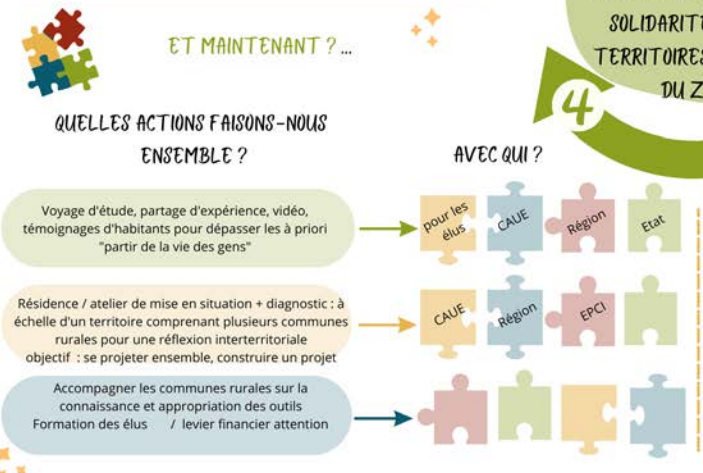 ET MAINTENANT ? ...
SOLIDARITE
TERRITOIRES
DU Z
4
QUELLES ACTIONS FAISONS-NOUS
ENSEMBLE ?
AVEC QUI ?
Voyage d'étude, partage d'expérience, vidéo,
témoignages d'habitants pour dépasser les à priori
"partir de la vie des gens"
pour les
élus
CAUE
Région
Etat
Résidence / atelier de mise en situation + diagnostic : à
échelle d'un territoire comprenant plusieurs communes
rurales pour une réflexion interterritoriale
objectif : se projeter ensemble, construire un projet
CAUE
Région
EPCI
Accompagner les communes rurales sur la
connaissance et appropriation des outils
Formation des élus / levier financier attention